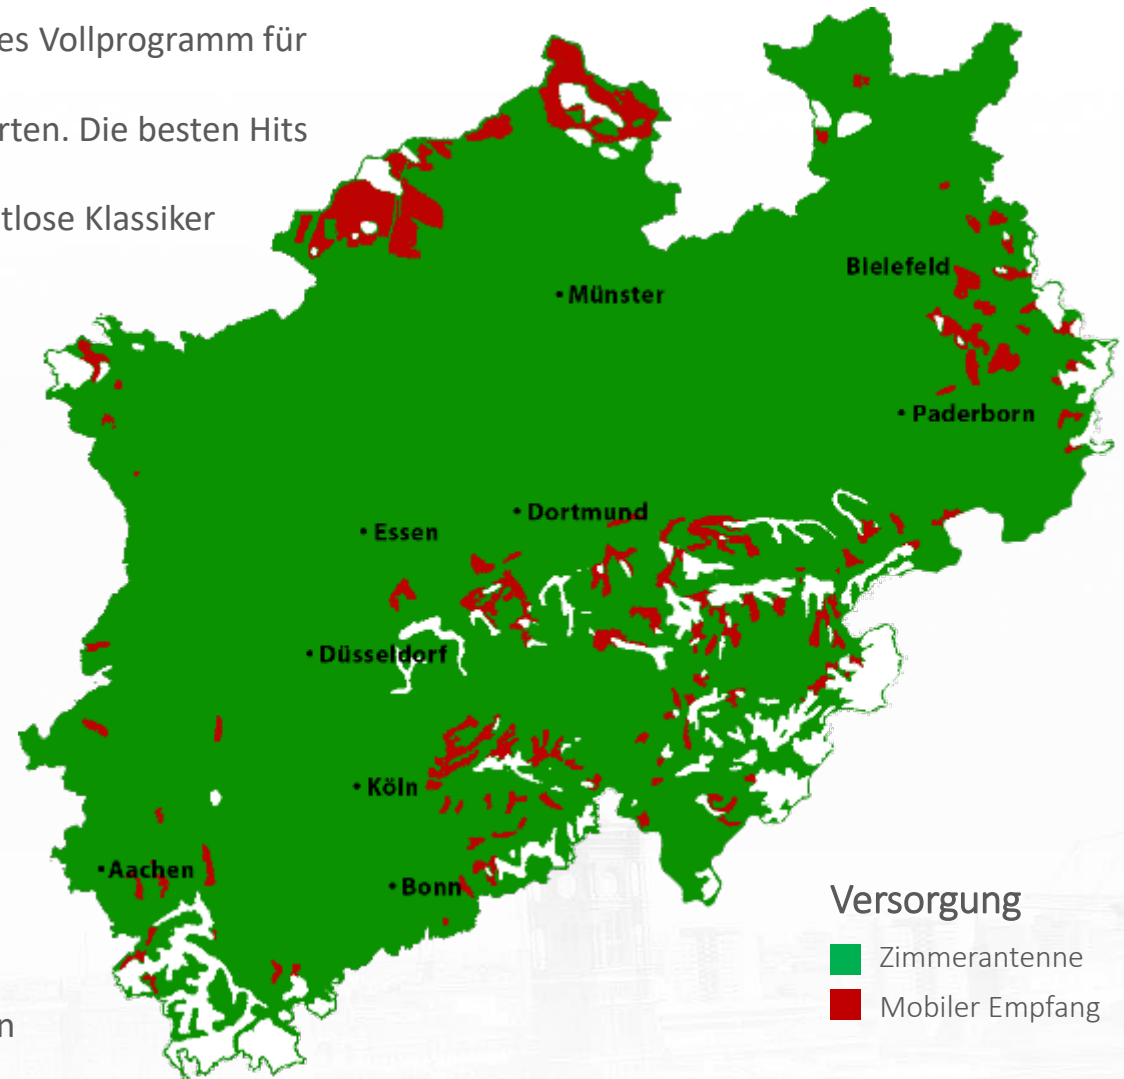 es Vollprogramm für
rten. Die besten Hits
tlose Klassiker
Bielefeld
Münster
Paderborn
Dortmund
Essen
Düsseldorf
Köln
Aachen
Bonn
Versorgung
Zimmerantenne
Mobiler Empfang
n